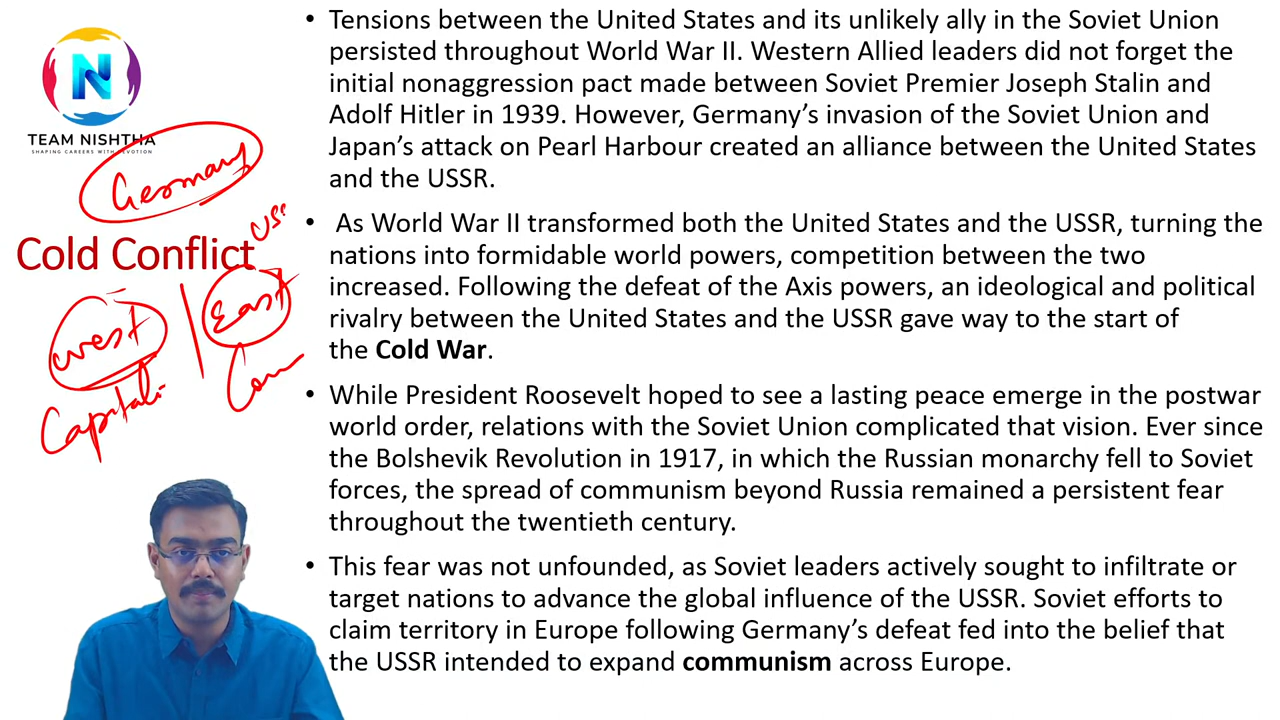 TEAM NISHTHA
SHAPING CAREERS WITH DEVOTION
Germany
Cold Conflict
west
East
Capitali
Com
• Tensions between the United States and its unlikely ally in the Soviet Union
persisted throughout World War II. Western Allied leaders did not forget the
initial nonaggression pact made between Soviet Premier Joseph Stalin and
Adolf Hitler in 1939. However, Germany’s invasion of the Soviet Union and
Japan’s attack on Pearl Harbour created an alliance between the United States
and the USSR.
• As World War II transformed both the United States and the USSR, turning the
nations into formidable world powers, competition between the two
increased. Following the defeat of the Axis powers, an ideological and political
rivalry between the United States and the USSR gave way to the start of
the Cold War.
• While President Roosevelt hoped to see a lasting peace emerge in the postwar
world order, relations with the Soviet Union complicated that vision. Ever since
the Bolshevik Revolution in 1917, in which the Russian monarchy fell to Soviet
forces, the spread of communism beyond Russia remained a persistent fear
throughout the twentieth century.
• This fear was not unfounded, as Soviet leaders actively sought to infiltrate or
target nations to advance the global influence of the USSR. Soviet efforts to
claim territory in Europe following Germany’s defeat fed into the belief that
the USSR intended to expand communism across Europe.